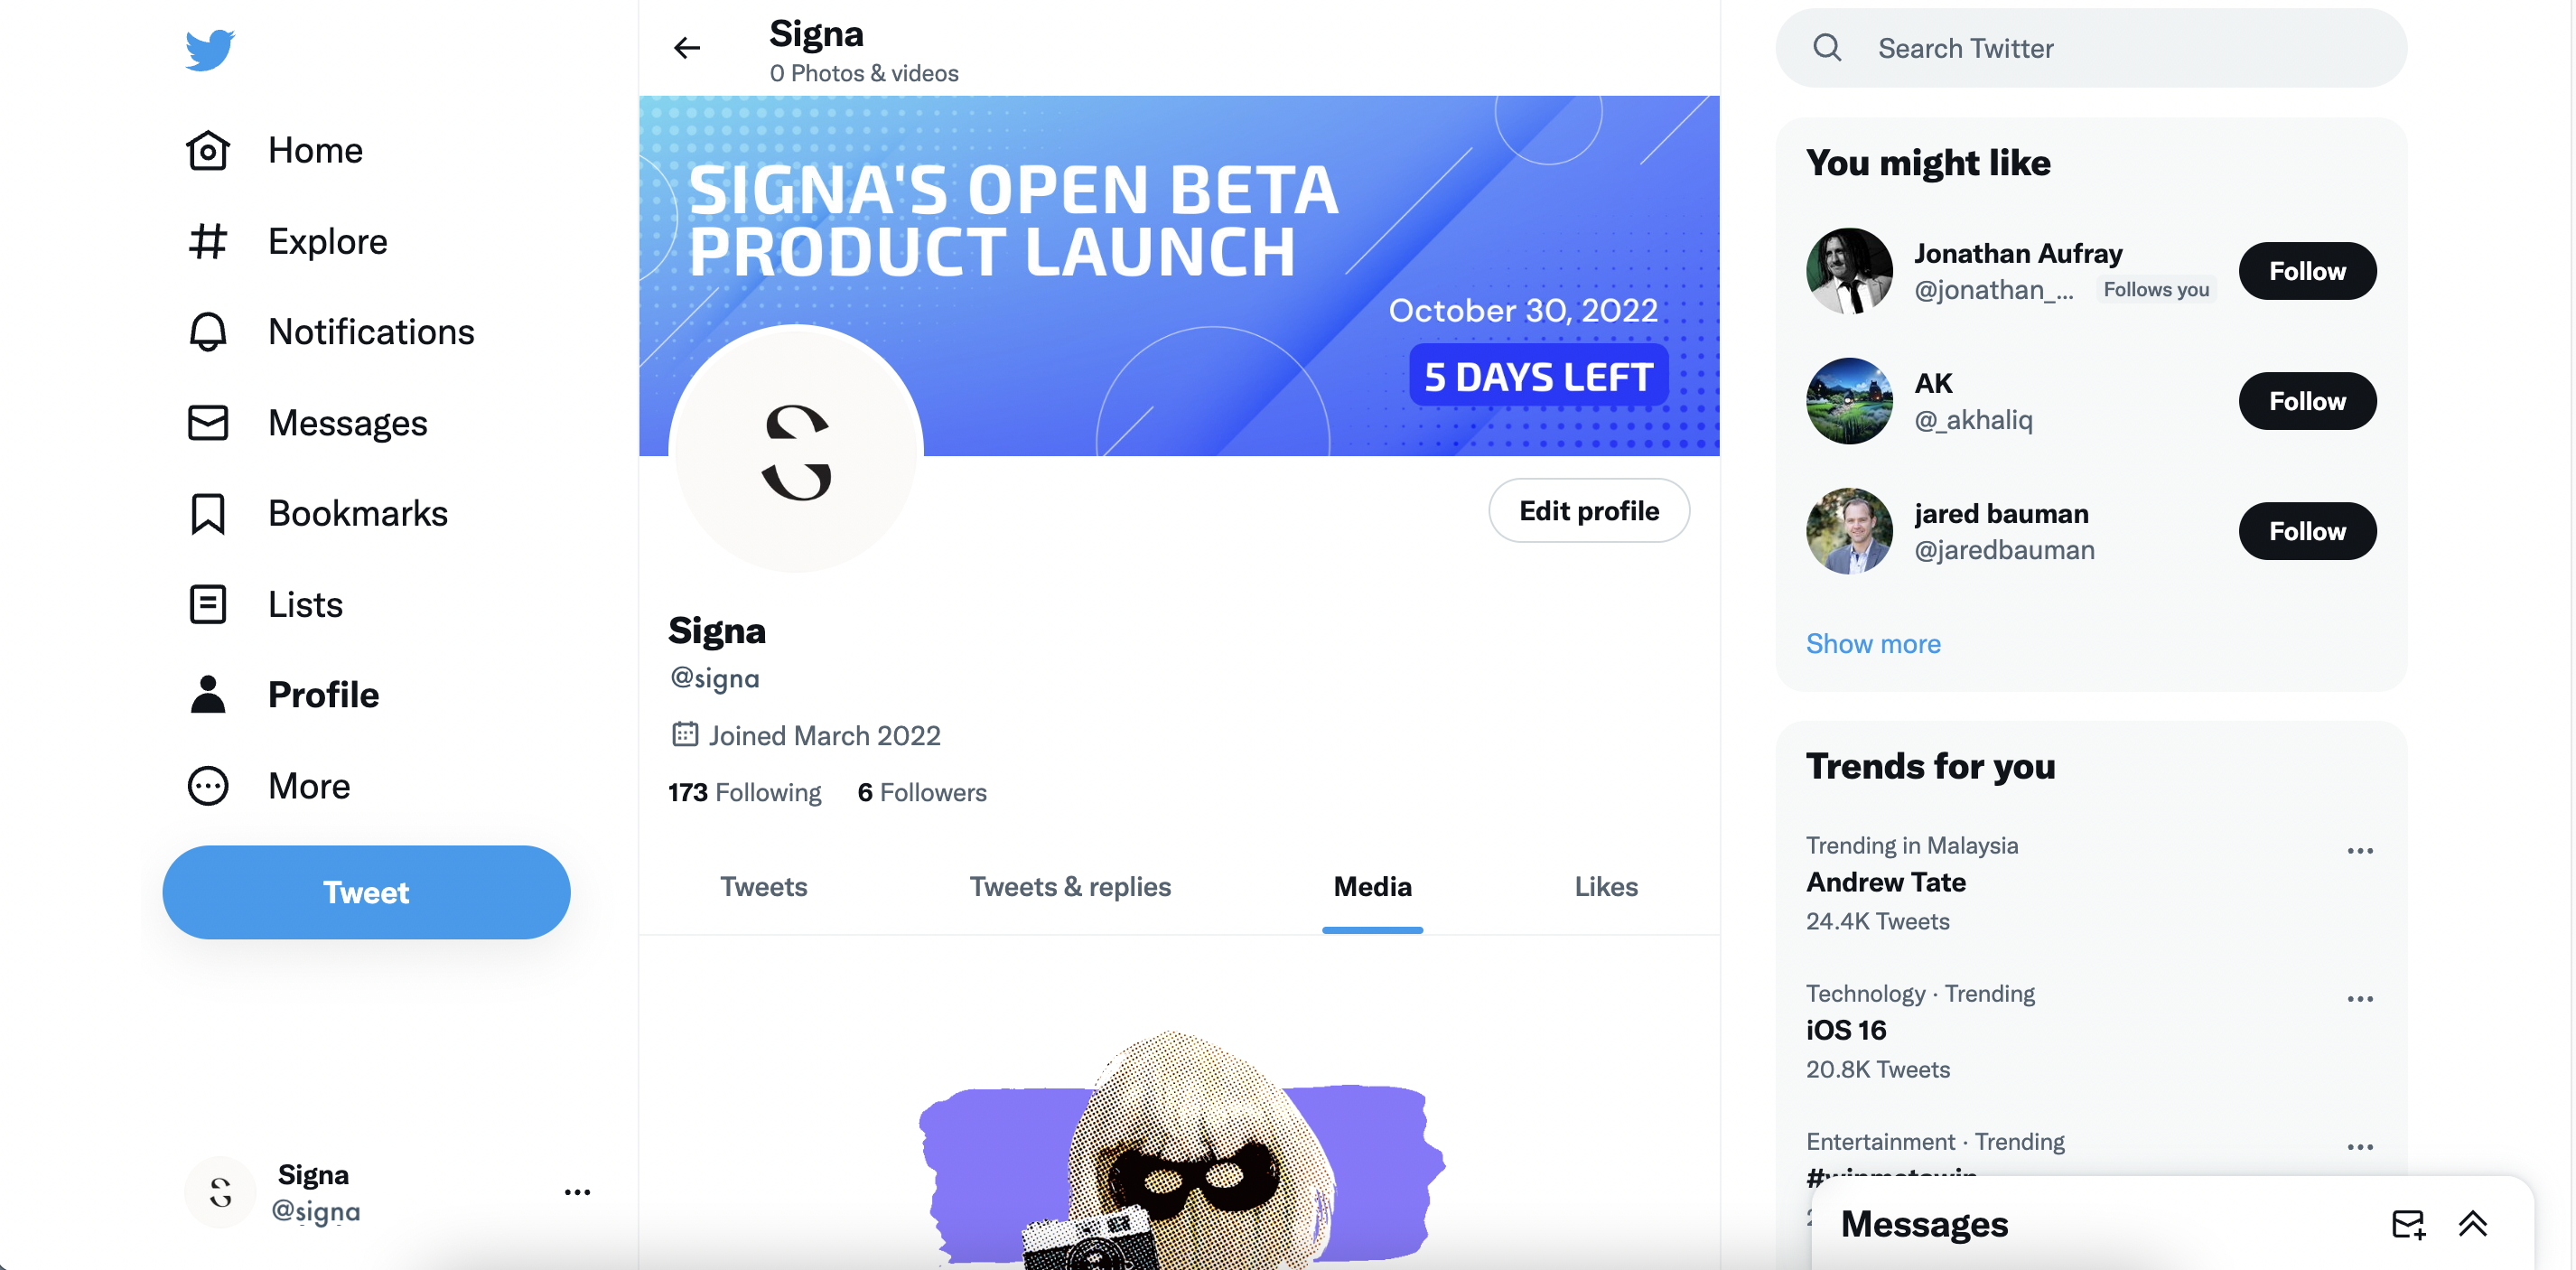 Home
Explore
Notifications
Messages
Bookmarks
Lists
Profile
More
Tweet
Signa
@signa
Signa
0 Photos & videos
SIGNA'S OPEN BETA
PRODUCT LAUNCH
October 30, 2022
5 DAYS LEFT
Edit profile
Signa
@signa
Joined March 2022
173 Following 6 Followers
Tweets Tweets & replies Media Likes
Search Twitter
You might like
Jonathan Aufray
@jonathan_... Follows you
Follow
AK
@_akhaliq
Follow
jared bauman
@jaredbauman
Follow
Show more
Trends for you
Trending in Malaysia
Andrew Tate
24.4K Tweets
Technology · Trending
iOS 16
20.8K Tweets
Entertainment · Trending
Messages